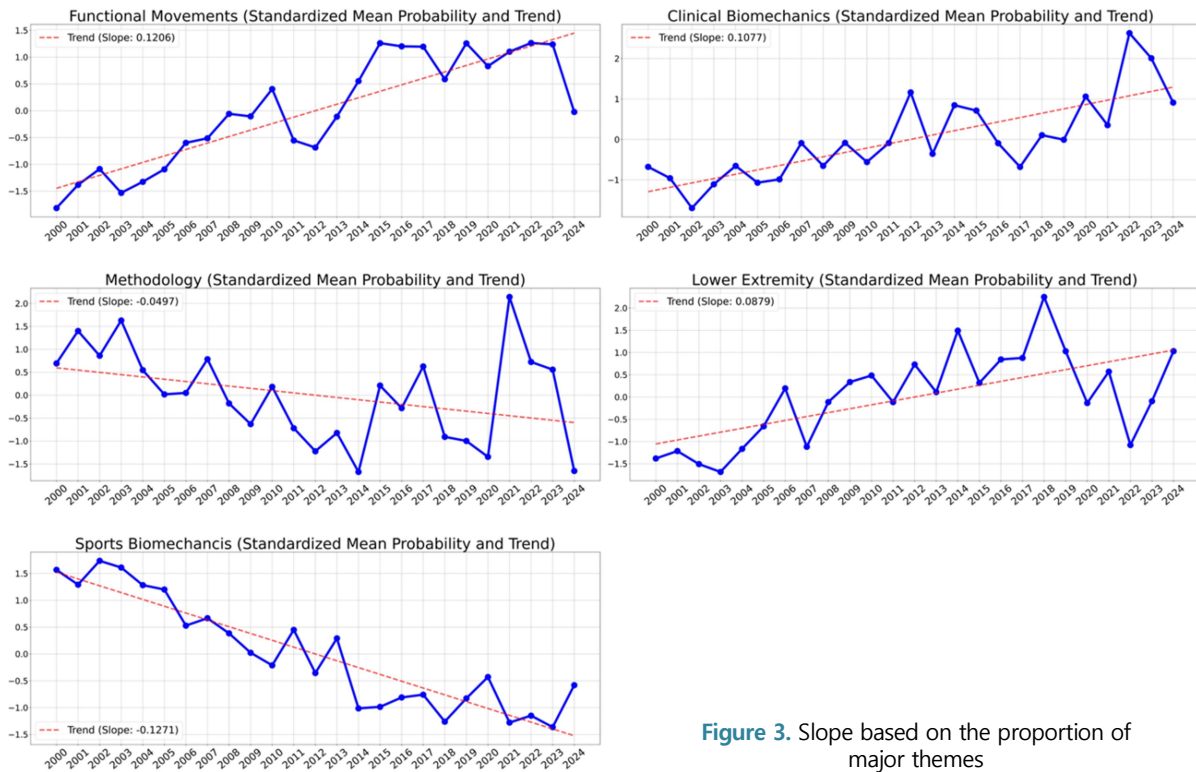 Functional Movements (Standardized Mean Probability and Trend)
Trend (Slope: 0.1206)
1.5
1.0
0.5
0.0
−0.5
−1.0
−1.5
2000 2001 2002 2003 2004 2005 2006 2007 2008 2009 2010 2011 2012 2013 2014 2015 2016 2017 2018 2019 2020 2021 2022 2023 2024
Clinical Biomechanics (Standardized Mean Probability and Trend)
Trend (Slope: 0.1077)
2
1
0
−1
2000 2001 2002 2003 2004 2005 2006 2007 2008 2009 2010 2011 2012 2013 2014 2015 2016 2017 2018 2019 2020 2021 2022 2023 2024
Methodology (Standardized Mean Probability and Trend)
Trend (Slope: -0.0497)
2.0
1.5
1.0
0.5
0.0
−0.5
−1.0
−1.5
2000 2001 2002 2003 2004 2005 2006 2007 2008 2009 2010 2011 2012 2013 2014 2015 2016 2017 2018 2019 2020 2021 2022 2023 2024
Lower Extremity (Standardized Mean Probability and Trend)
Trend (Slope: 0.0879)
2.0
1.5
1.0
0.5
0.0
−0.5
−1.0
−1.5
2000 2001 2002 2003 2004 2005 2006 2007 2008 2009 2010 2011 2012 2013 2014 2015 2016 2017 2018 2019 2020 2021 2022 2023 2024
Sports Biomechancis (Standardized Mean Probability and Trend)
1.5
1.0
0.5
0.0
−0.5
−1.0
−1.5
Trend (Slope: -0.1271)
2000 2001 2002 2003 2004 2005 2006 2007 2008 2009 2010 2011 2012 2013 2014 2015 2016 2017 2018 2019 2020 2021 2022 2023 2024
Figure 3. Slope based on the proportion of
major themes